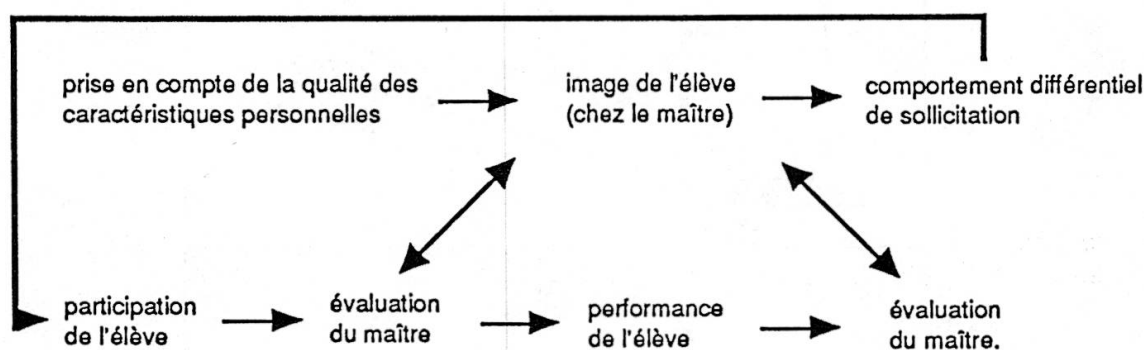 prise en compte de la qualité des
caractéristiques personnelles
image de l'élève
(chez le maître)
comportement différentiel
de sollicitation
participation
de l'élève
évaluation
du maître
performance
de l'élève
évaluation
du maître.